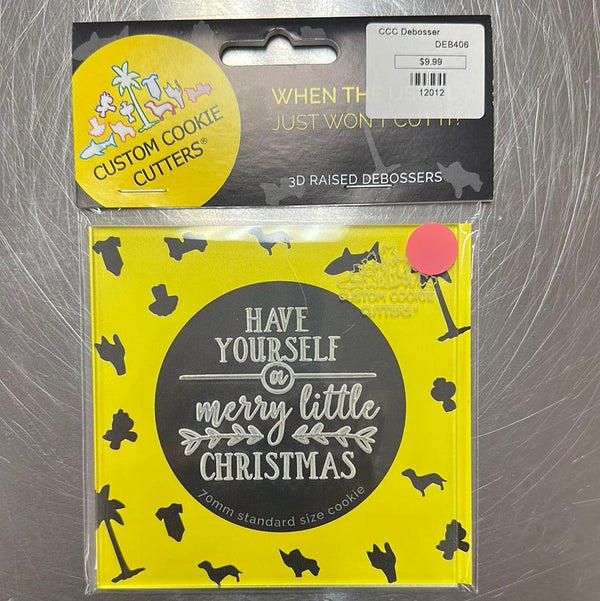 CCC Debosser
DEB406
$9.99
12012
CUSTOM COOKIE
CUTTERS®
WHEN THE
JUST WON'T CUT IT!
3D RAISED DEBOSSERS
CUSTOM COOKIE
CUTTERS®
HAVE
YOURSELF
a
merry little
CHRISTMAS
70mm standard size cookie